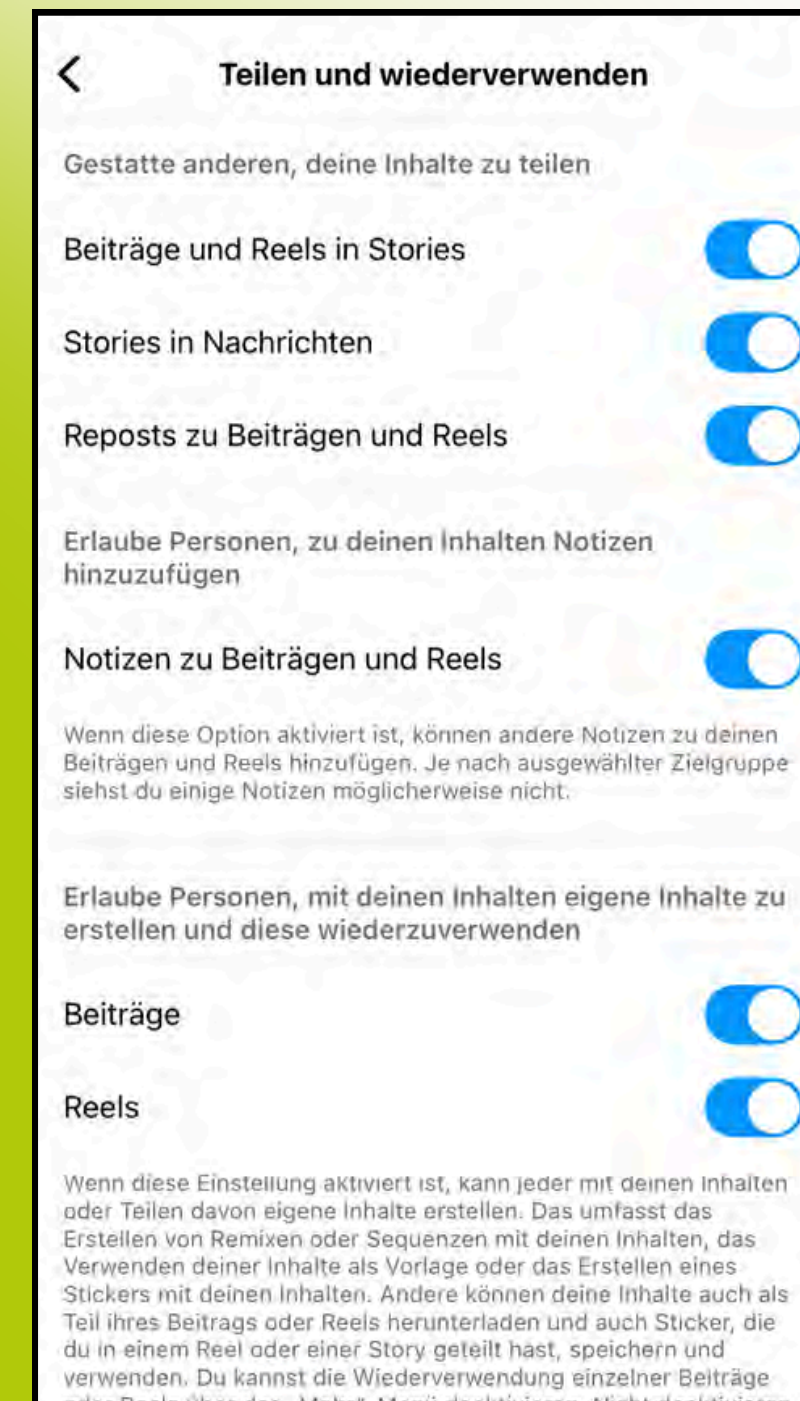 Teilen und wiederverwenden
Gestatte anderen, deine Inhalte zu teilen
Beiträge und Reels in Stories
Stories in Nachrichten
Reposts zu Beiträgen und Reels
Erlaube Personen, zu deinen Inhalten Notizen
hinzuzufügen
Notizen zu Beiträgen und Reels
Wenn diese Option aktiviert ist, können andere Notizen zu deinen
Beiträgen und Reels hinzufügen. Je nach ausgewählter Zielgruppe
siehst du einige Notizen möglicherweise nicht.
Erlaube Personen, mit deinen Inhalten eigene Inhalte zu
erstellen und diese wiederzuverwenden
Beiträge
Reels
Wenn diese Einstellung aktiviert ist, kann jeder mit deinen Inhalten
oder Teilen davon eigene Inhalte erstellen. Das umfasst das
Erstellen von Remixen oder Sequenzen mit deinen Inhalten, das
Verwenden deiner Inhalte als Vorlage oder das Erstellen eines
Stickers mit deinen Inhalten. Andere können deine Inhalte auch als
Teil ihres Beitrags oder Reels herunterladen und auch Sticker, die
du in einem Reel oder einer Story geteilt hast, speichern und
verwenden. Du kannst die Wiederverwendung einzelner Beiträge